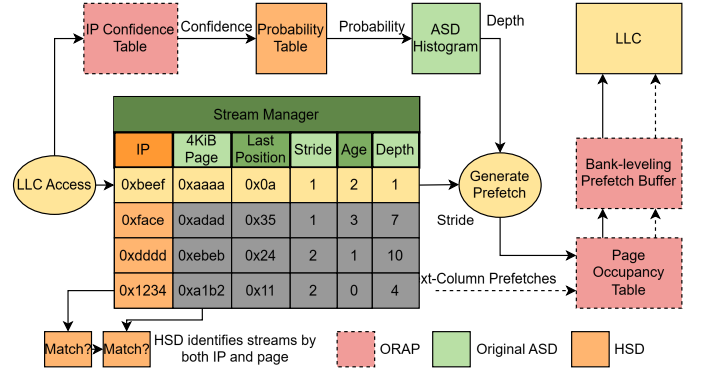 IP Confidence
Table
Confidence
Probability
Table
Probability
ASD
Histogram
Depth
LLC
Stream Manager
IP
4KiB
Page
Last
Position
Stride
Age
Depth
LLC Access
0xbeef 0xaaaa 0x0a 1 2 1
0xface 0xadad 0x35 1 3 7
0xdddd 0xebeb 0x24 2 1 10
0x1234 0xa1b2 0x11 2 0 4
Generate
Prefetch
Stride
Bank-leveling
Prefetch Buffer
xt-Column Prefetches
Page
Occupancy
Table
Match?
Match?
HSD identifies streams by
both IP and page
ORAP
Original ASD
HSD